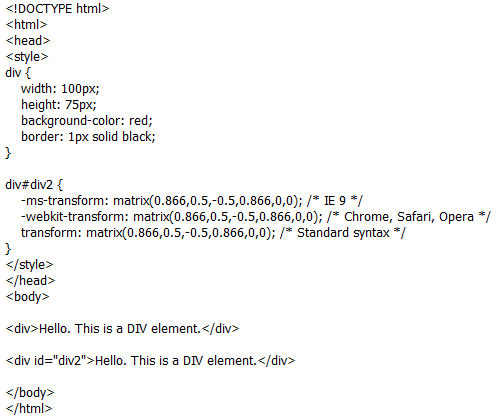 <!DOCTYPE html>
<html>
<head>
<style>
div {
    width: 100px;
    height: 75px;
    background-color: red;
    border: 1px solid black;
}

div#div2 {
    -ms-transform: matrix(0.866,0.5,-0.5,0.866,0,0); /* IE 9 */
    -webkit-transform: matrix(0.866,0.5,-0.5,0.866,0,0); /* Chrome, Safari, Opera */
    transform: matrix(0.866,0.5,-0.5,0.866,0,0); /* Standard syntax */
}
</style>
</head>
<body>

<div>Hello. This is a DIV element.</div>

<div id="div2">Hello. This is a DIV element.</div>

</body>
</html>